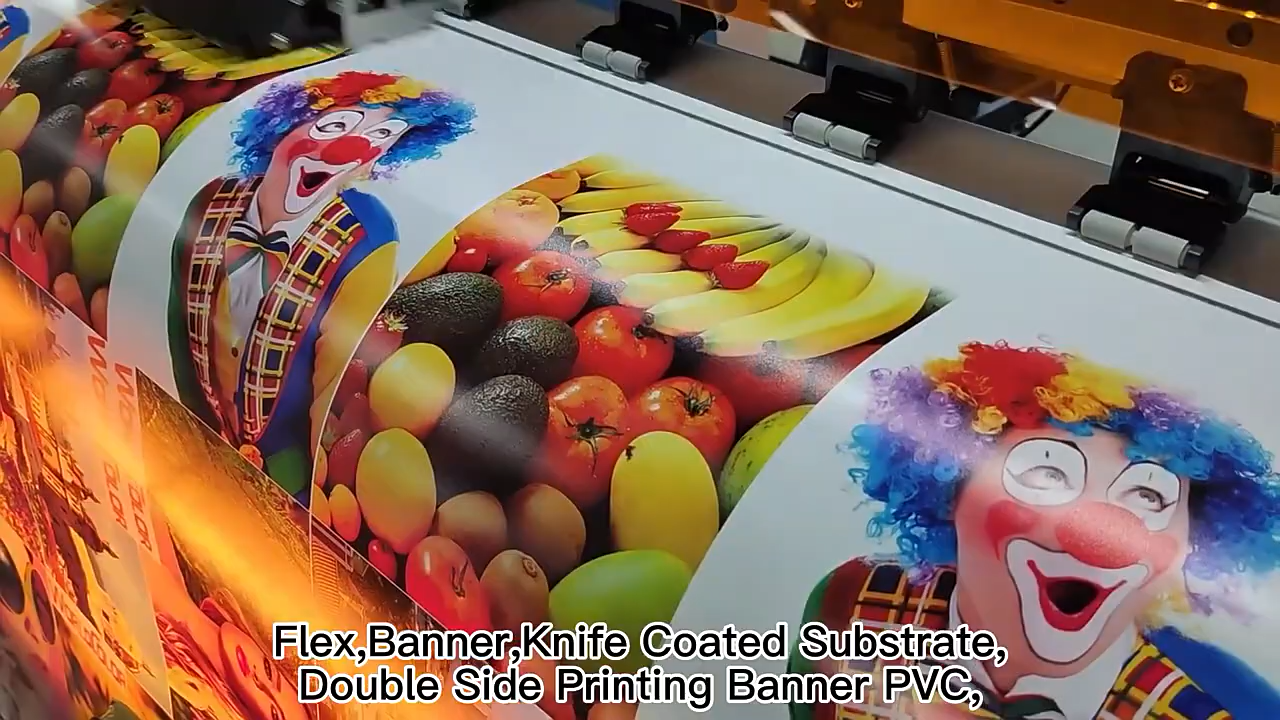 Flex,Banner,Knife Coated Substrate,
Double Side Printing Banner PVC,